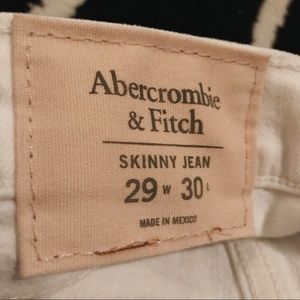 Abercrombie
& Fitch
SKINNY JEAN
29 W 30 L
MADE IN MEXICO